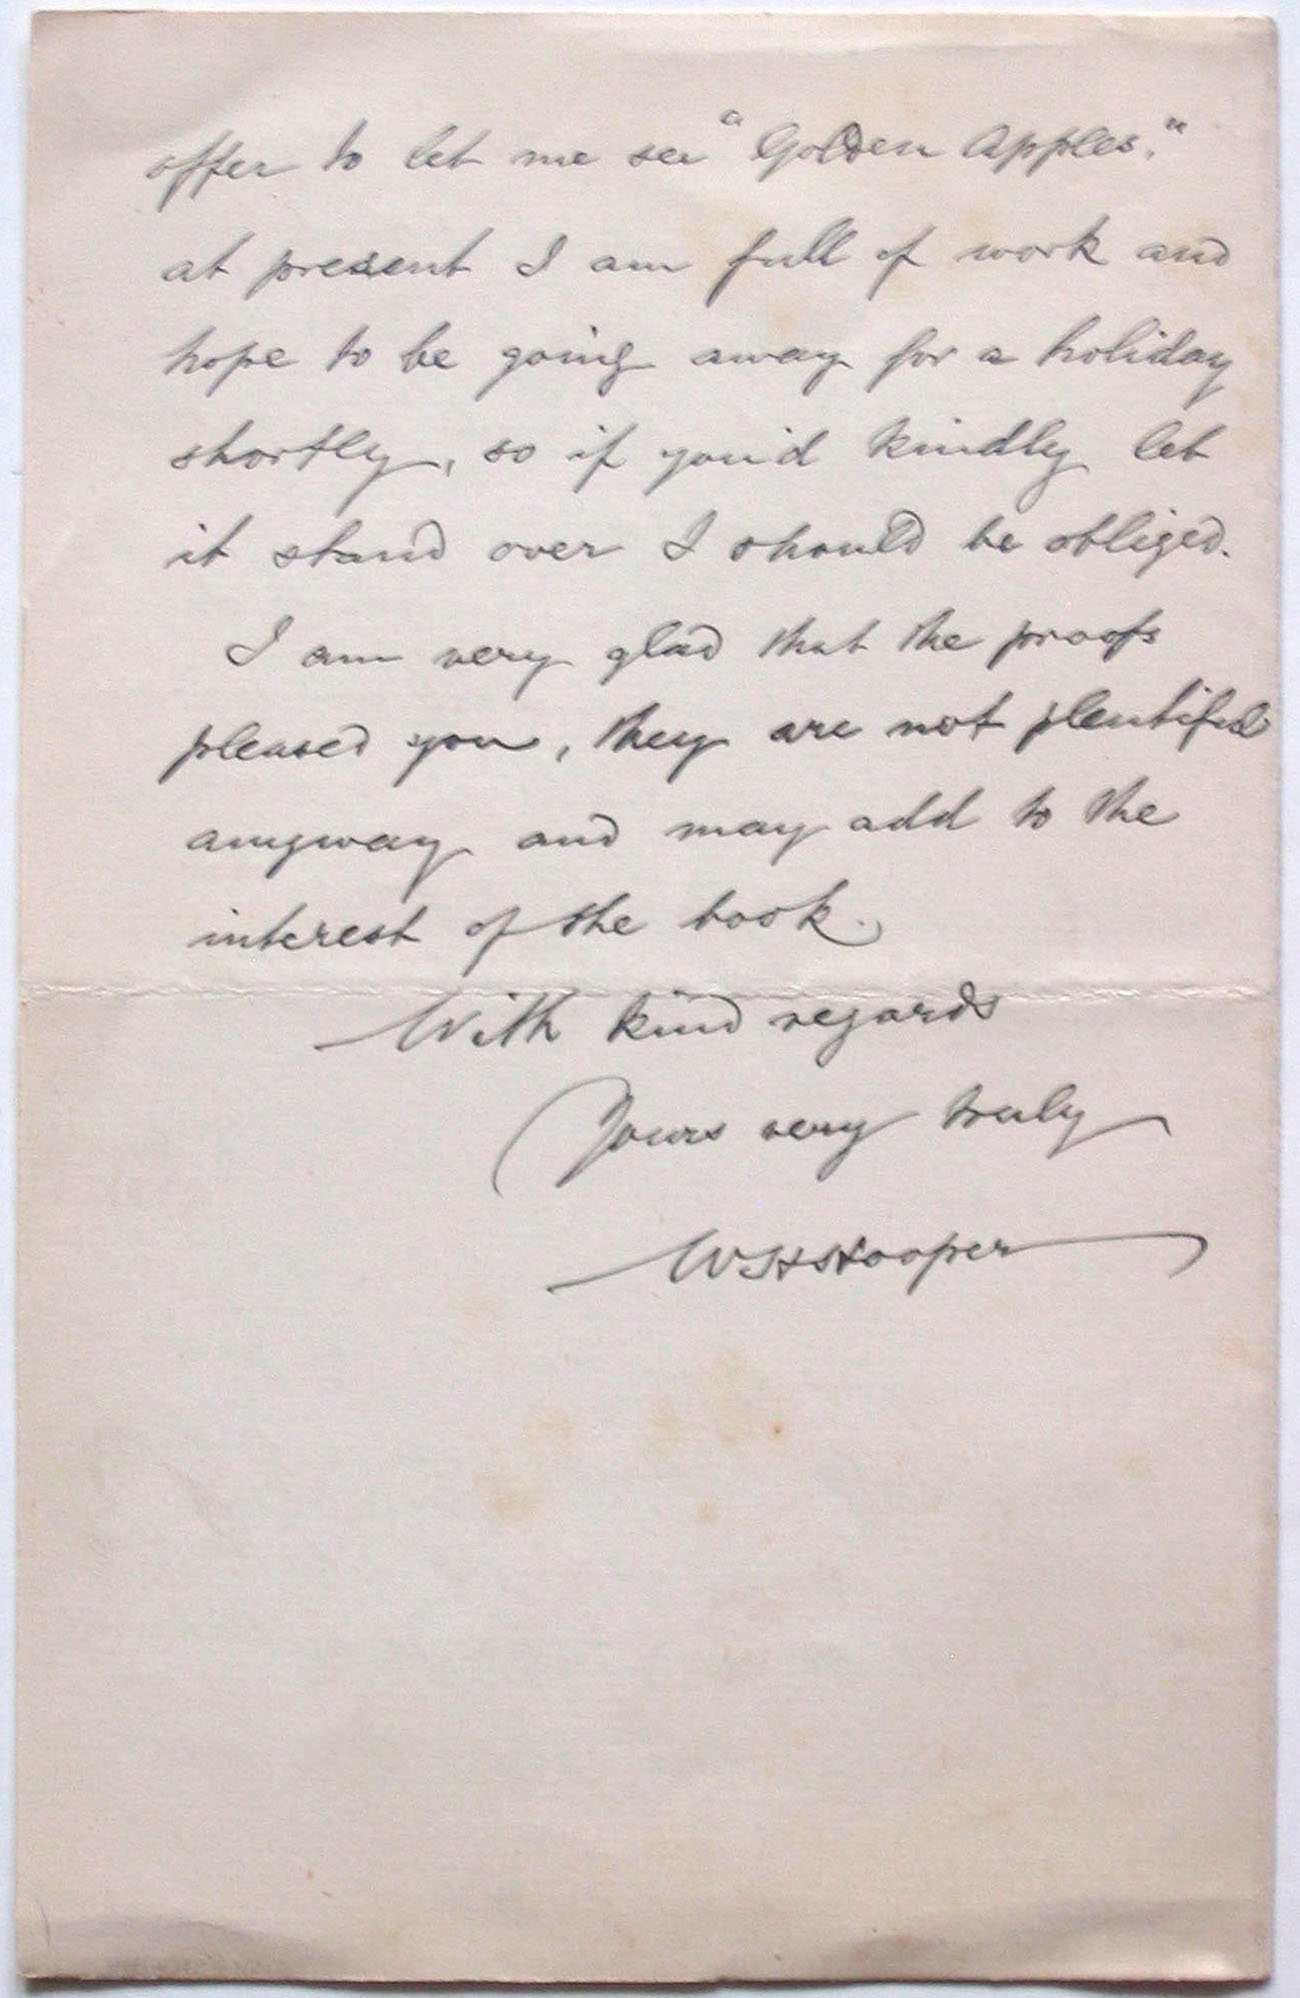 offer to let me see "Golden Apples."
at present I am full of work and
hope to be going away for a holiday
shortly, so if you'd kindly let
it stand over I should be obliged.
I am very glad that the proofs
pleased you, they are not plentiful
anyway and may add to the
interest of the book.
With kind regards
Yours very truly
W H Hooper